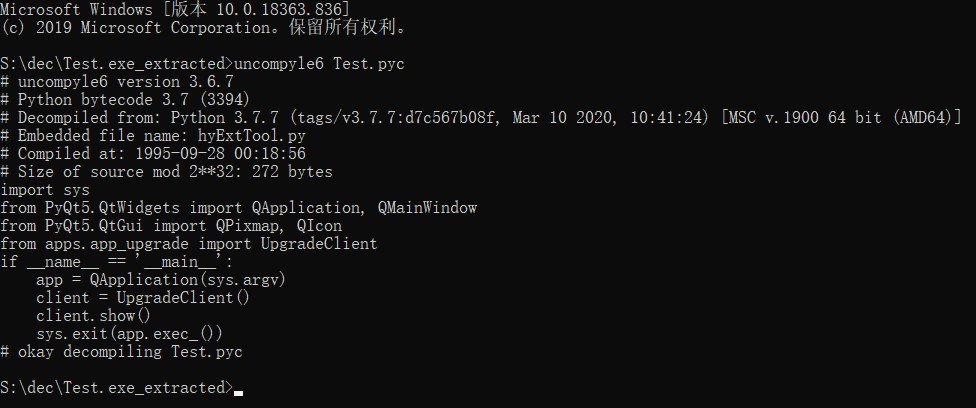 Microsoft Windows [版本 10.0.18363.836]
(c) 2019 Microsoft Corporation。保留所有权利。
S:\dec\Test.exe_extracted>uncompyle6 Test.pyc
# uncompyle6 version 3.6.7
# Python bytecode 3.7 (3394)
# Decompiled from: Python 3.7.7 (tags/v3.7.7:d7c567b08f, Mar 10 2020, 10:41:24) [MSC v.1900 64 bit (AMD64)]
# Embedded file name: hyExtTool.py
# Compiled at: 1995-09-28 00:18:56
# Size of source mod 2**32: 272 bytes
import sys
from PyQt5.QtWidgets import QApplication, QMainWindow
from PyQt5.QtGui import QPixmap, QIcon
from apps.app_upgrade import UpgradeClient
if __name__ == '__main__':
    app = QApplication(sys.argv)
    client = UpgradeClient()
    client.show()
    sys.exit(app.exec_())
# okay decompiling Test.pyc
S:\dec\Test.exe_extracted>